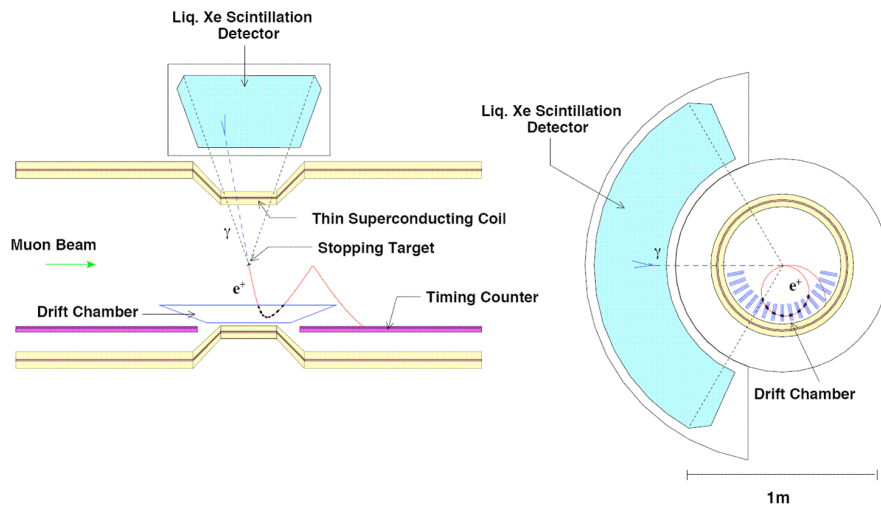 Liq. Xe Scintillation
Detector
γ
Thin Superconducting Coil
Stopping Target
Muon Beam
e+
Drift Chamber
Timing Counter
Liq. Xe Scintillation
Detector
γ
e+
Drift Chamber
1m